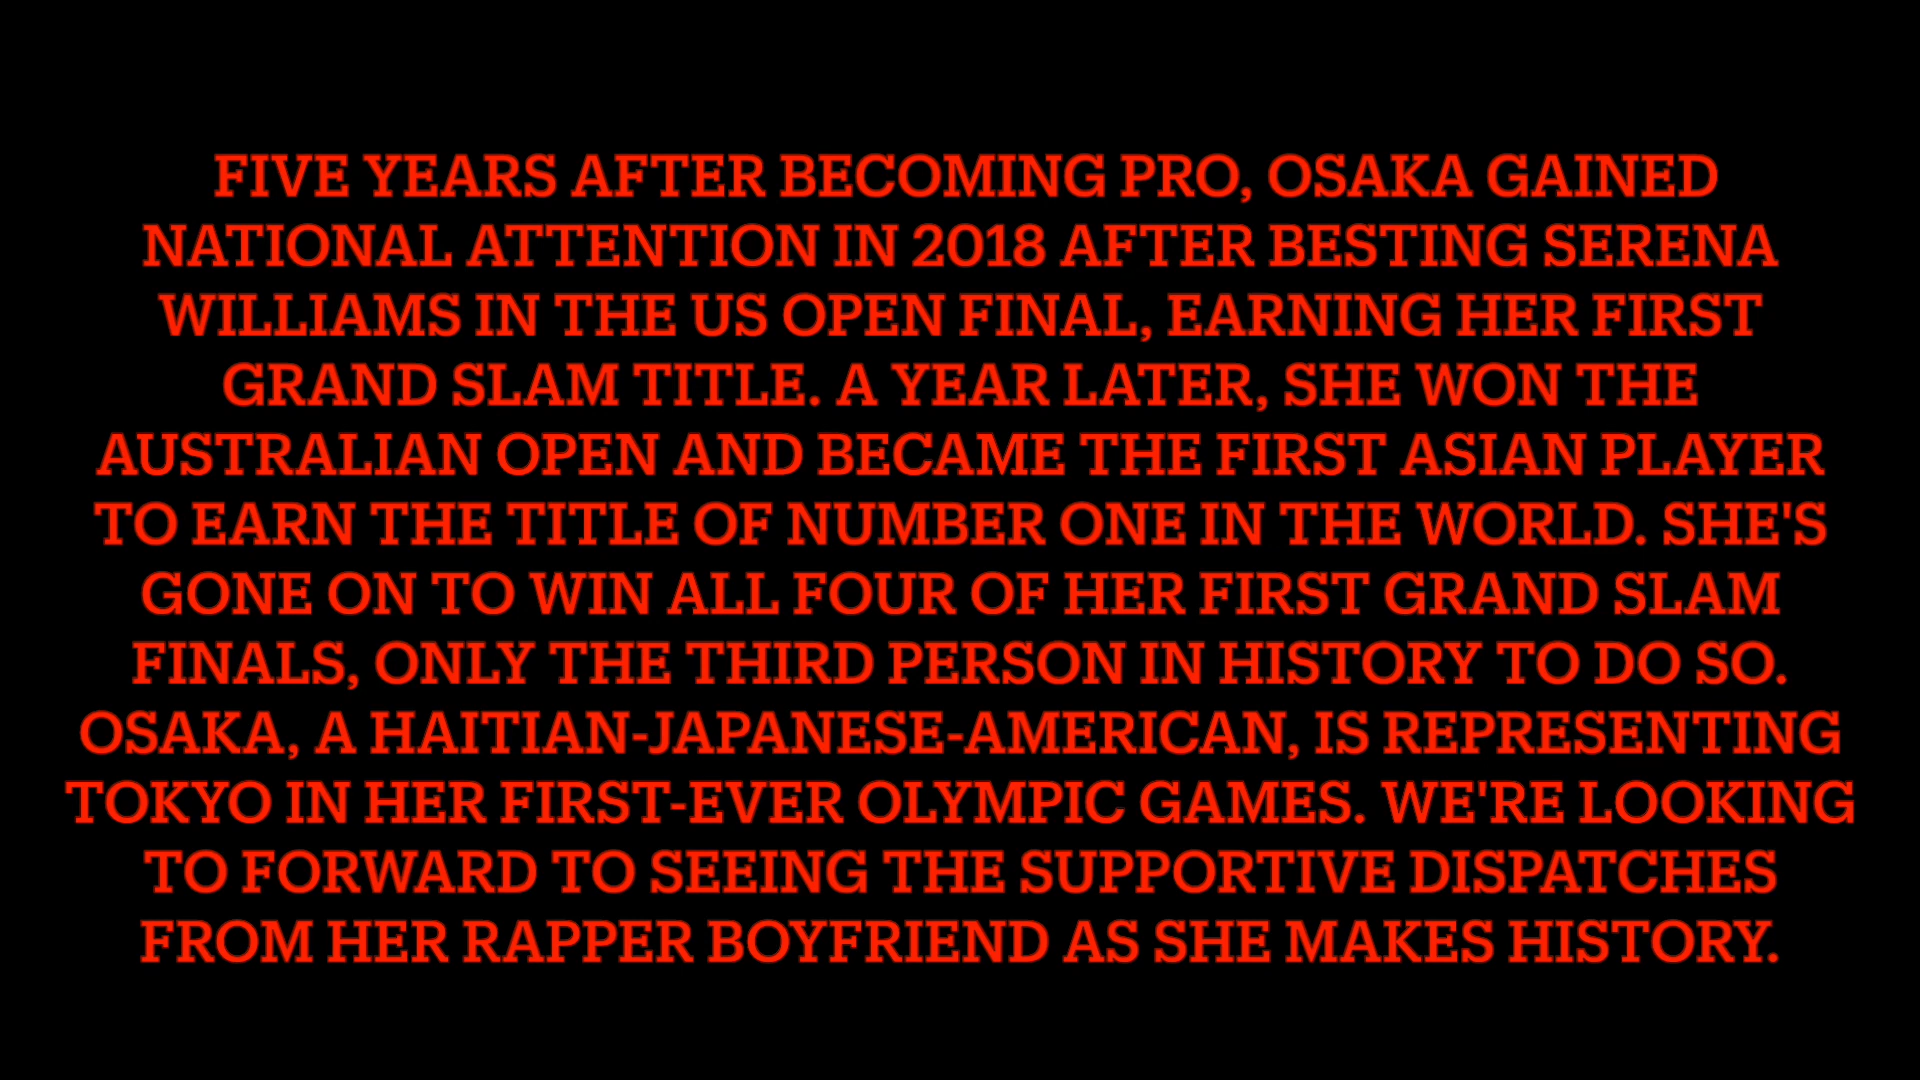 FIVE YEARS AFTER BECOMING PRO, OSAKA GAINED
NATIONAL ATTENTION IN 2018 AFTER BESTING SERENA
WILLIAMS IN THE US OPEN FINAL, EARNING HER FIRST
GRAND SLAM TITLE. A YEAR LATER, SHE WON THE
AUSTRALIAN OPEN AND BECAME THE FIRST ASIAN PLAYER
TO EARN THE TITLE OF NUMBER ONE IN THE WORLD. SHE'S
GONE ON TO WIN ALL FOUR OF HER FIRST GRAND SLAM
FINALS, ONLY THE THIRD PERSON IN HISTORY TO DO SO.
OSAKA, A HAITIAN-JAPANESE-AMERICAN, IS REPRESENTING
TOKYO IN HER FIRST-EVER OLYMPIC GAMES. WE'RE LOOKING
TO FORWARD TO SEEING THE SUPPORTIVE DISPATCHES
FROM HER RAPPER BOYFRIEND AS SHE MAKES HISTORY.